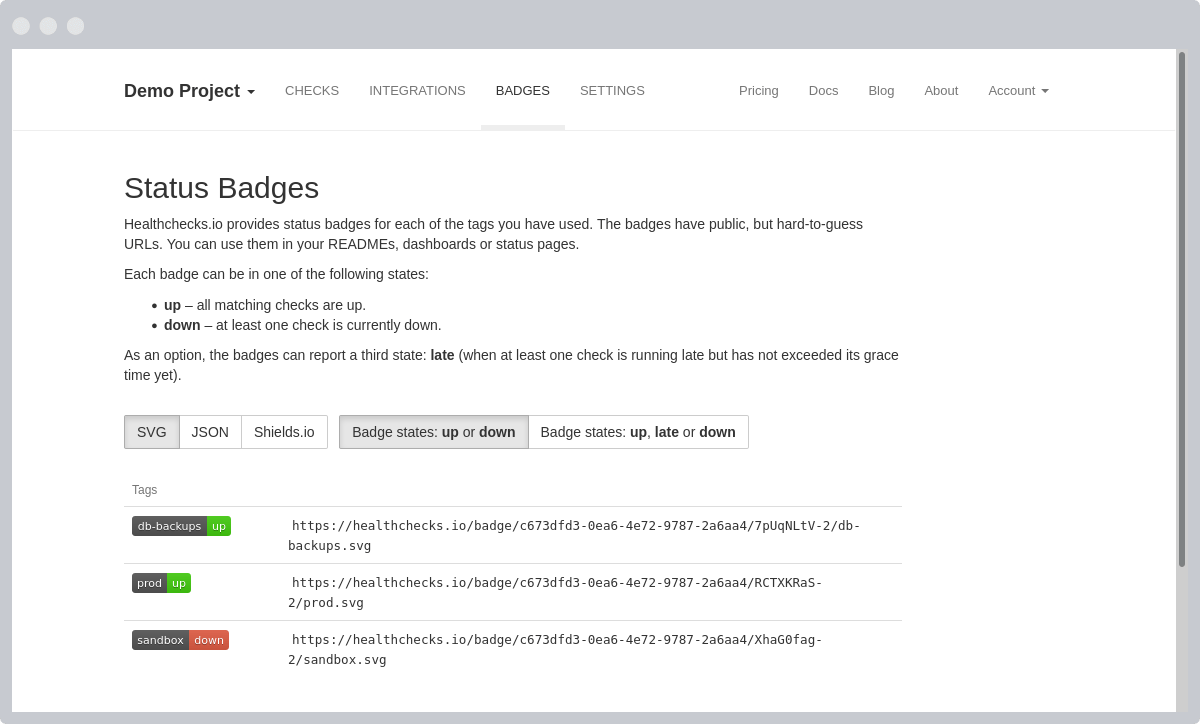 Demo Project CHECKS INTEGRATIONS BADGES SETTINGS Pricing Docs Blog About Account
Status Badges
Healthchecks.io provides status badges for each of the tags you have used. The badges have public, but hard-to-guess
URLs. You can use them in your READMEs, dashboards or status pages.
Each badge can be in one of the following states:
• up – all matching checks are up.
• down – at least one check is currently down.
As an option, the badges can report a third state: late (when at least one check is running late but has not exceeded its grace
time yet).
SVG JSON Shields.io Badge states: up or down Badge states: up, late or down
Tags
db-backups up https://healthchecks.io/badge/c673dfd3-0ea6-4e72-9787-2a6aa4/7pUqNLtV-2/db-
backups.svg
prod up https://healthchecks.io/badge/c673dfd3-0ea6-4e72-9787-2a6aa4/RCTXKRaS-
2/prod.svg
sandbox down https://healthchecks.io/badge/c673dfd3-0ea6-4e72-9787-2a6aa4/XhaG0fag-
2/sandbox.svg